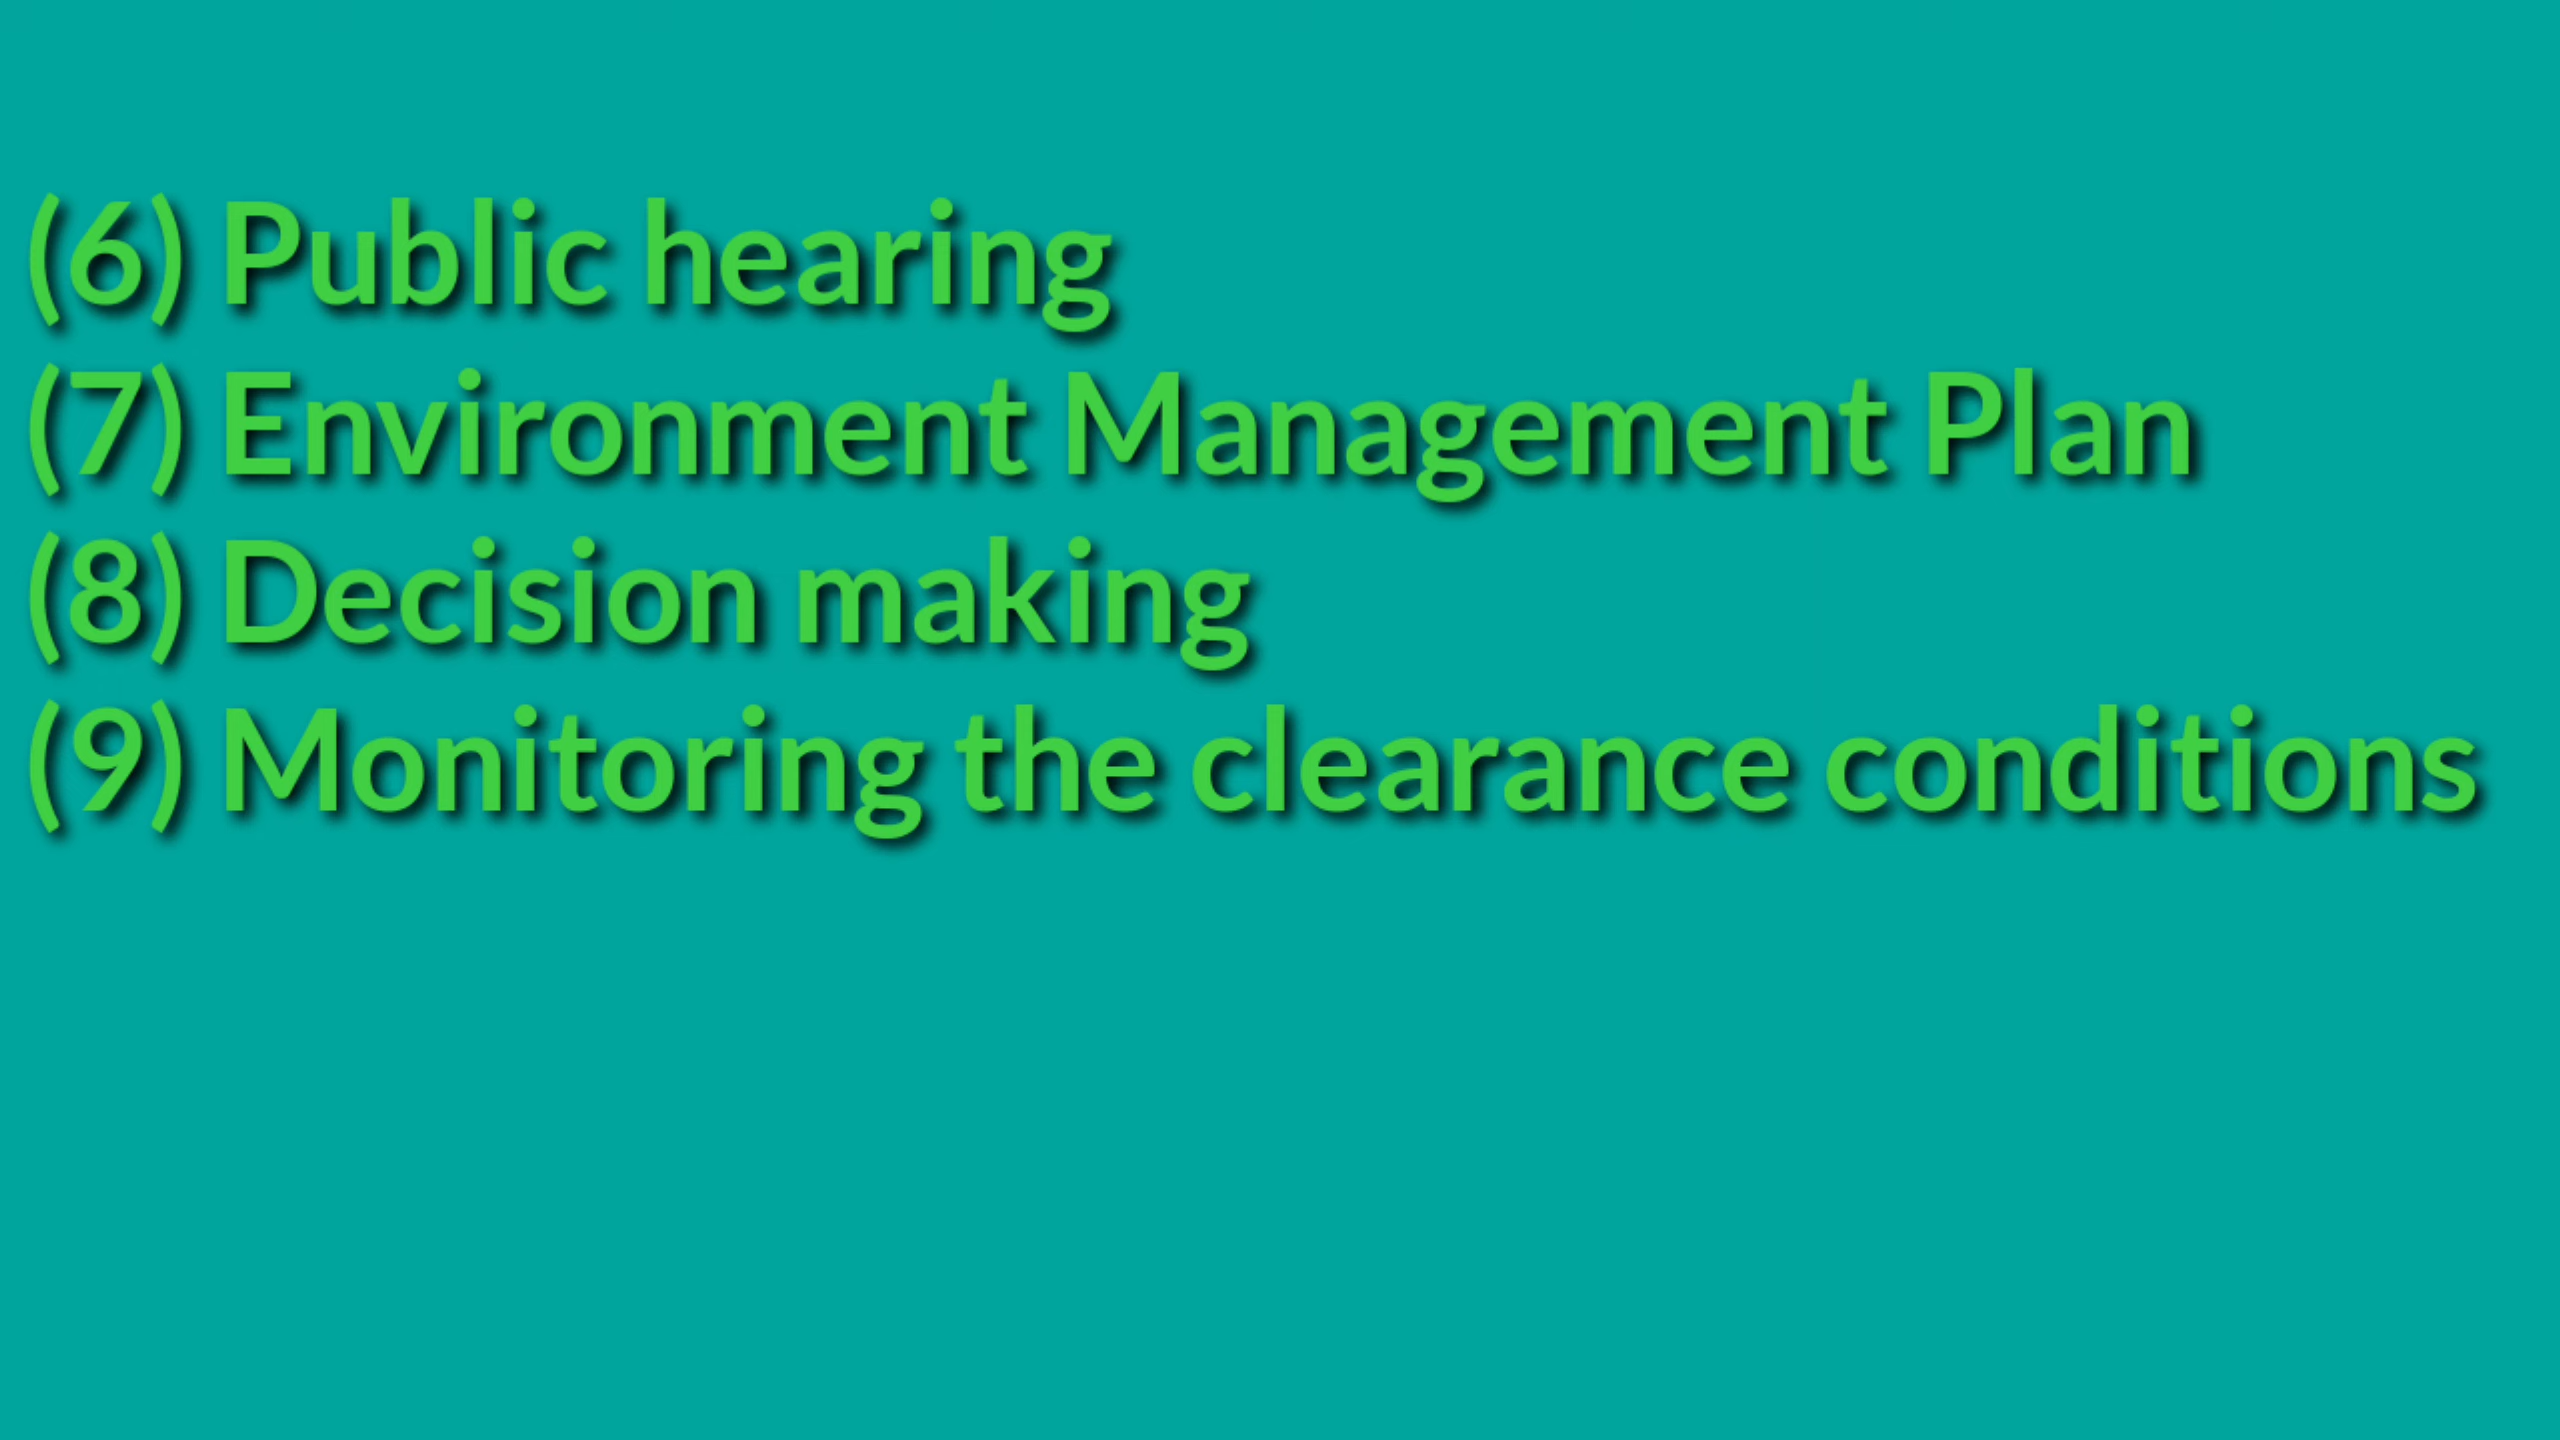 (6) Public hearing
(7) Environment Management Plan
(8) Decision making
(9) Monitoring the clearance conditions